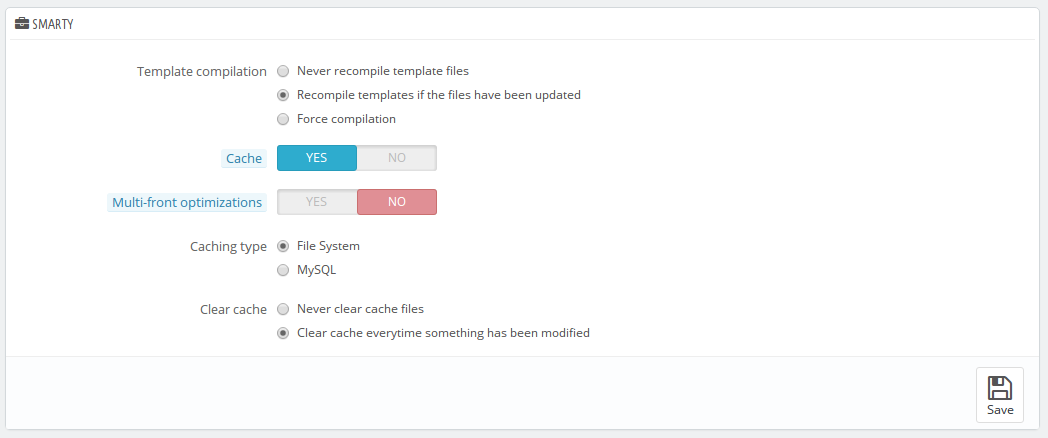 SMARTY
Template compilation
Never recompile template files
Recompile templates if the files have been updated
Force compilation
Cache YES NO
Multi-front optimizations YES NO
Caching type File System
MySQL
Clear cache Never clear cache files
Clear cache everytime something has been modified
Save